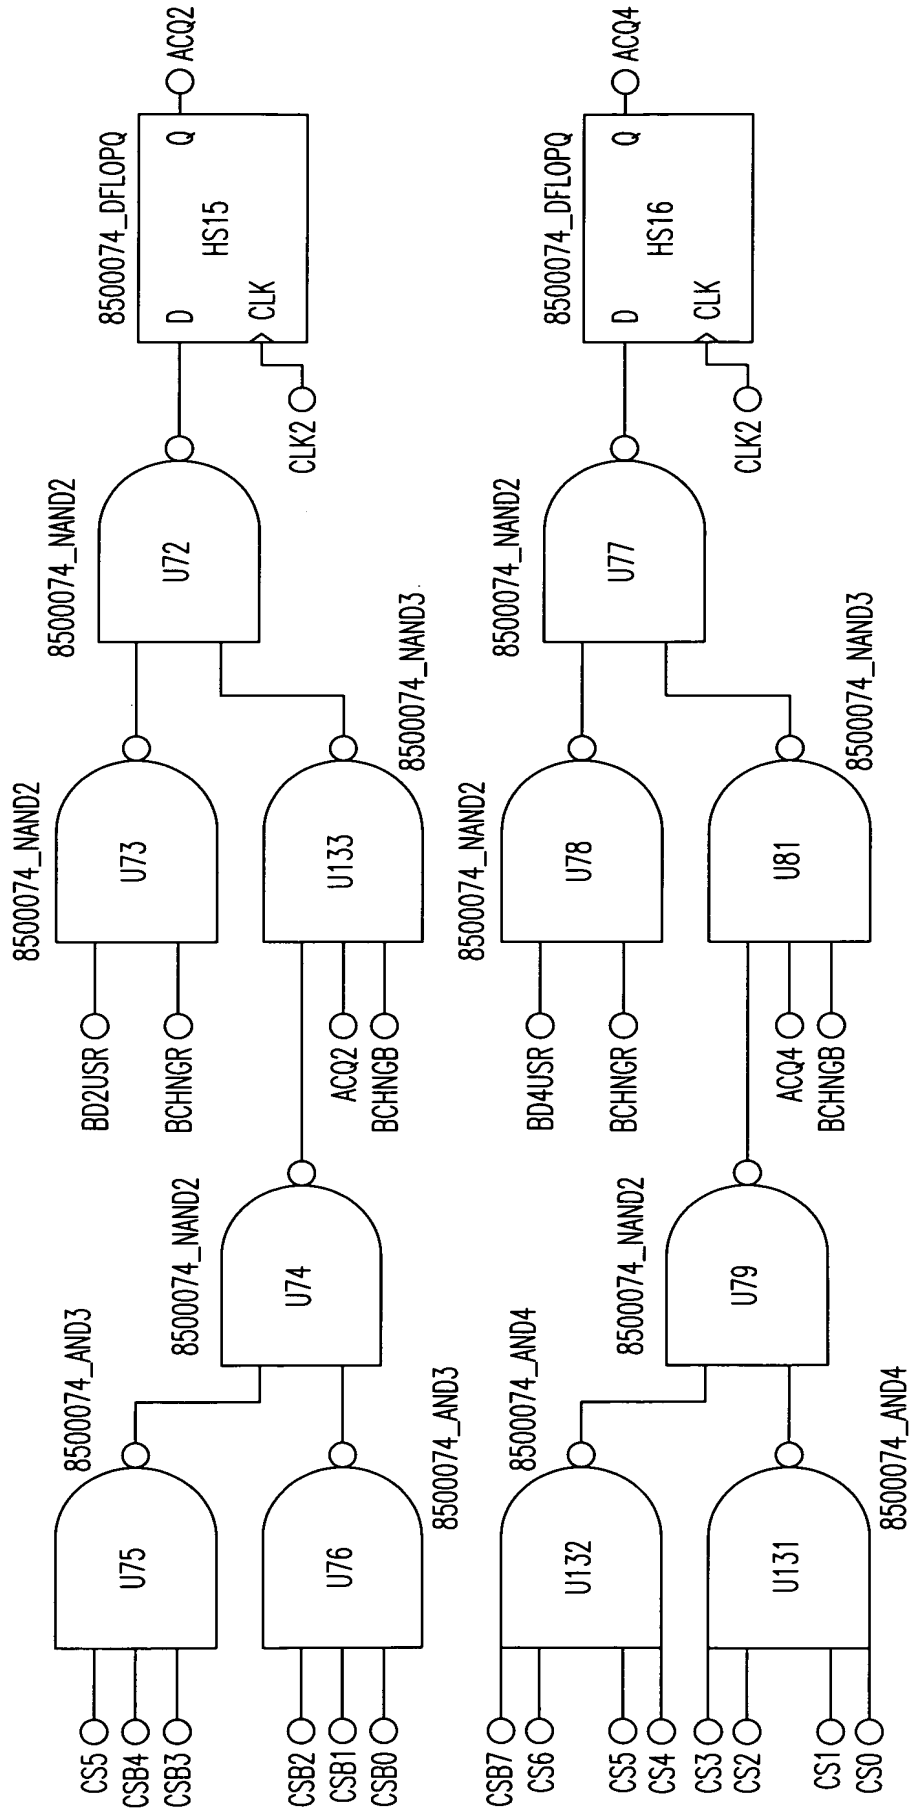 8500074_AND3
CS5
CSB4
CSB3
U75
8500074_NAND2
U74
CSB2
CSB1
CSB0
U76
8500074_AND3
8500074_NAND2
BD2USR
BCHNGR
U73
ACQ2
BCHNGB
U133
8500074_NAND3
8500074_NAND2
U72
8500074_DFLOPQ
D
Q
HS15
CLK
CLK2
ACQ2
8500074_AND4
CSB7
CS6
CS5
CS4
U132
8500074_NAND2
U79
CS3
CS2
CS1
CS0
U131
8500074_AND4
8500074_NAND2
BD4USR
BCHNGR
U78
ACQ4
BCHNGB
U81
8500074_NAND3
8500074_NAND2
U77
8500074_DFLOPQ
D
Q
HS16
CLK
CLK2
ACQ4